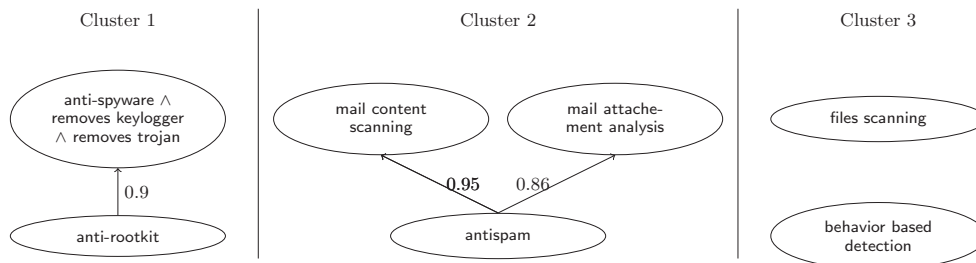 Cluster 1
Cluster 2
Cluster 3
anti-spyware ∧
removes keylogger
∧ removes trojan
mail content
scanning
mail attache-
ment analysis
files scanning
0.9
0.95
0.86
anti-rootkit
antispam
behavior based
detection